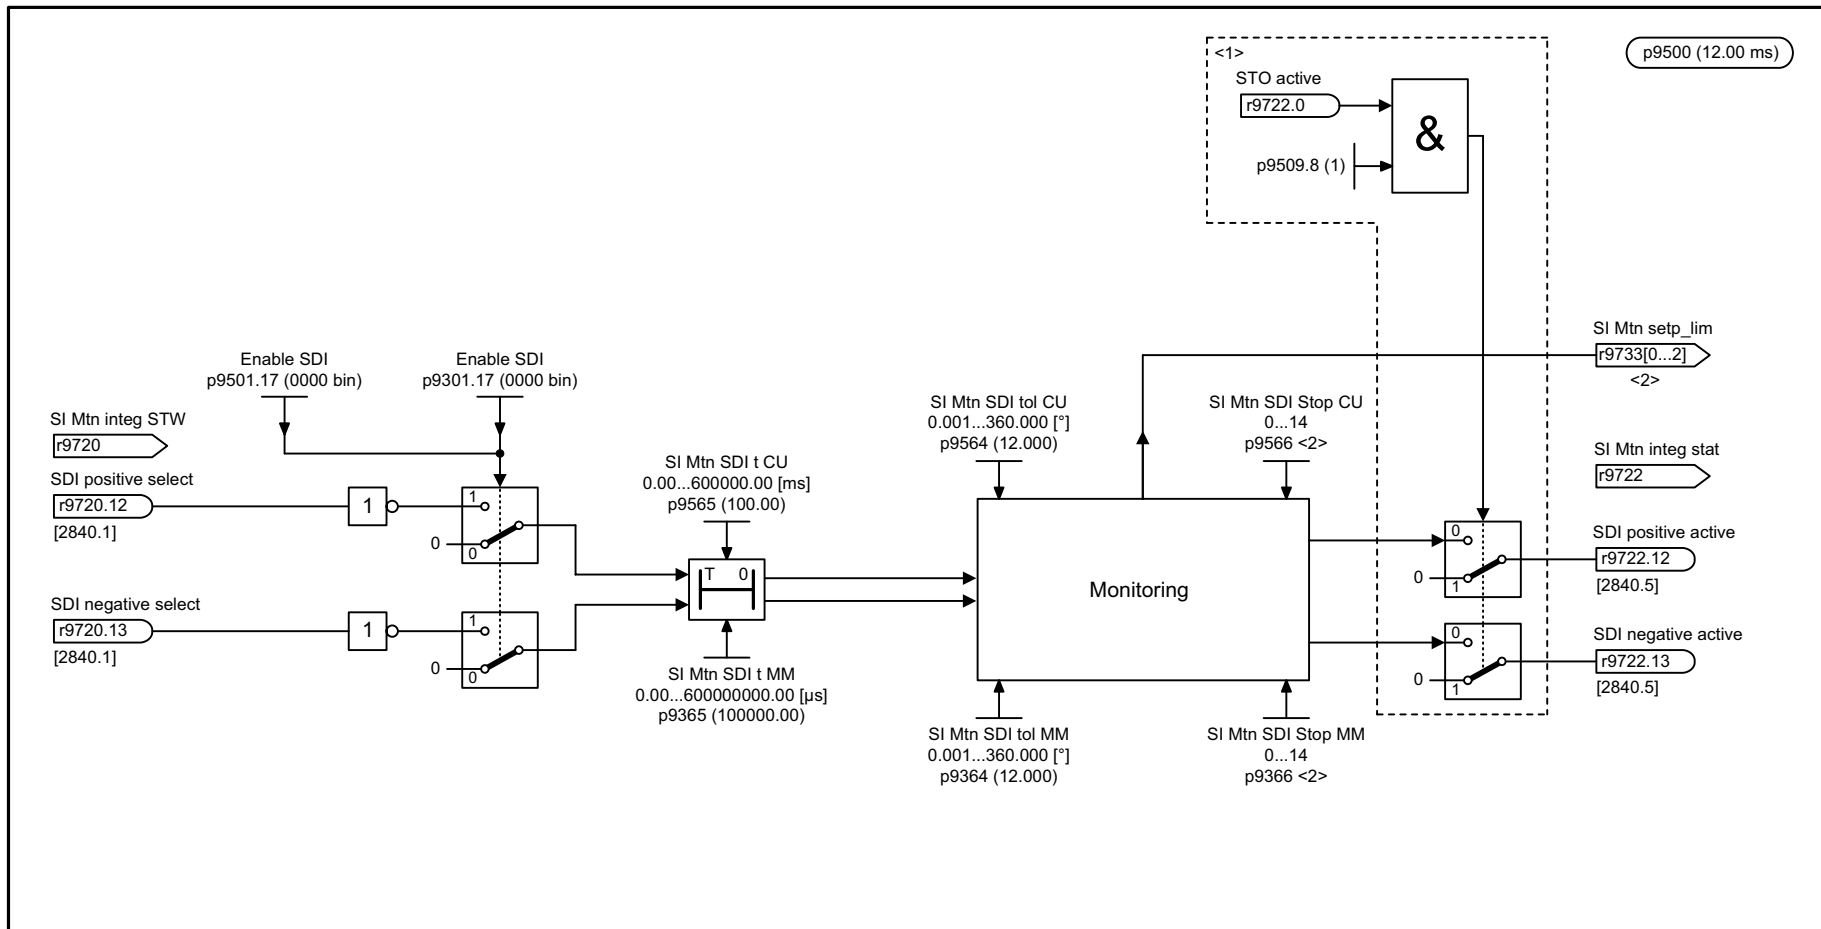 <1>
p9500 (12.00 ms)
STO active
r9722.0
&
p9509.8 (1)
SI Mtn setp_lim
r9733[0...2]
<2>
Enable SDI
p9501.17 (0000 bin)
Enable SDI
p9301.17 (0000 bin)
SI Mtn integ STW
r9720
SDI positive select
r9720.12
[2840.1]
1
1
0
0
SDI negative select
r9720.13
[2840.1]
1
1
0
0
SI Mtn SDI t CU
0.00...600000.00 [ms]
p9565 (100.00)
T 0
SI Mtn SDI t MM
0.00...600000000.00 [µs]
p9365 (100000.00)
SI Mtn SDI tol CU
0.001...360.000 [°]
p9564 (12.000)
SI Mtn SDI Stop CU
0...14
p9566 <2>
Monitoring
SI Mtn SDI tol MM
0.001...360.000 [°]
p9364 (12.000)
SI Mtn SDI Stop MM
0...14
p9366 <2>
SI Mtn integ stat
r9722
0
0
1
SDI positive active
r9722.12
[2840.5]
0
0
1
SDI negative active
r9722.13
[2840.5]